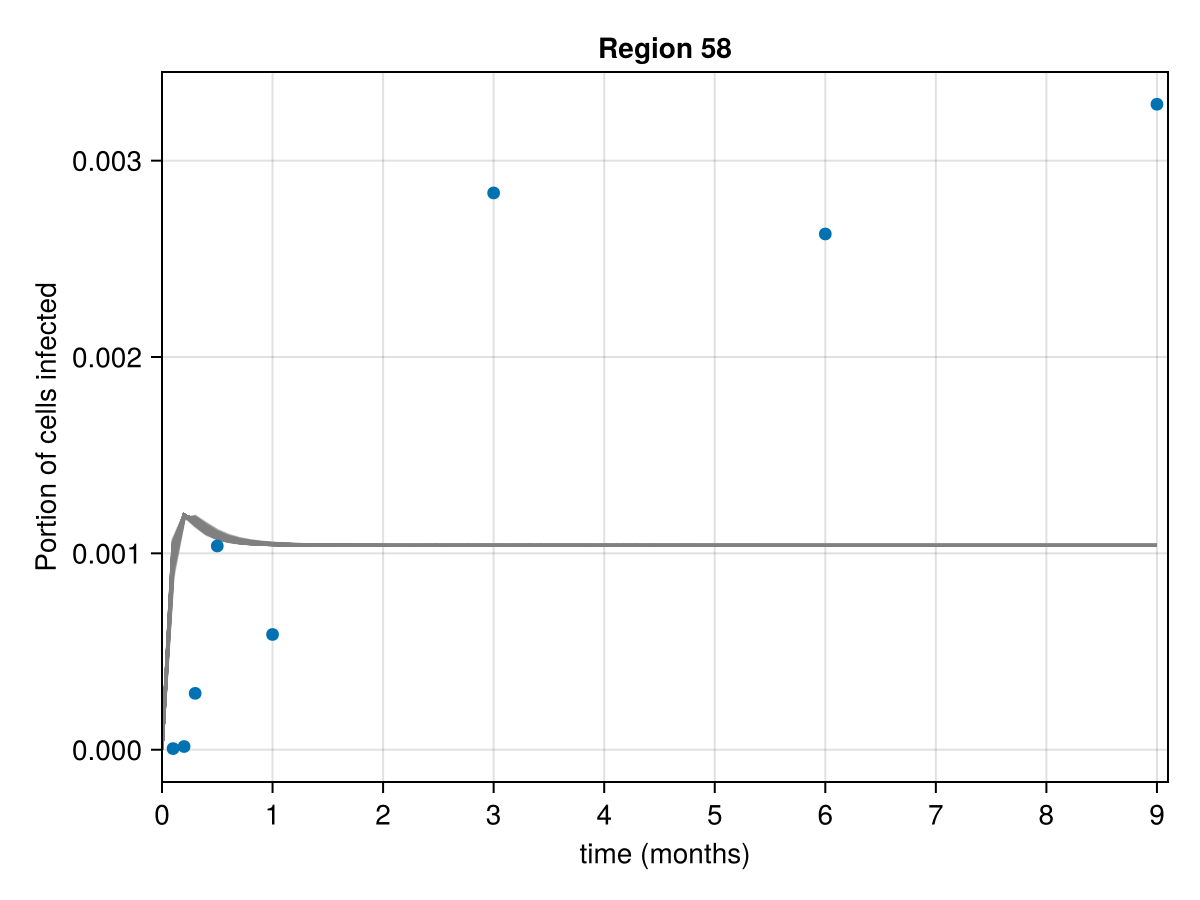 Region 58
0.003
0.002
0.001
0.000
Portion of cells infected
0 1 2 3 4 5 6 7 8 9
time (months)